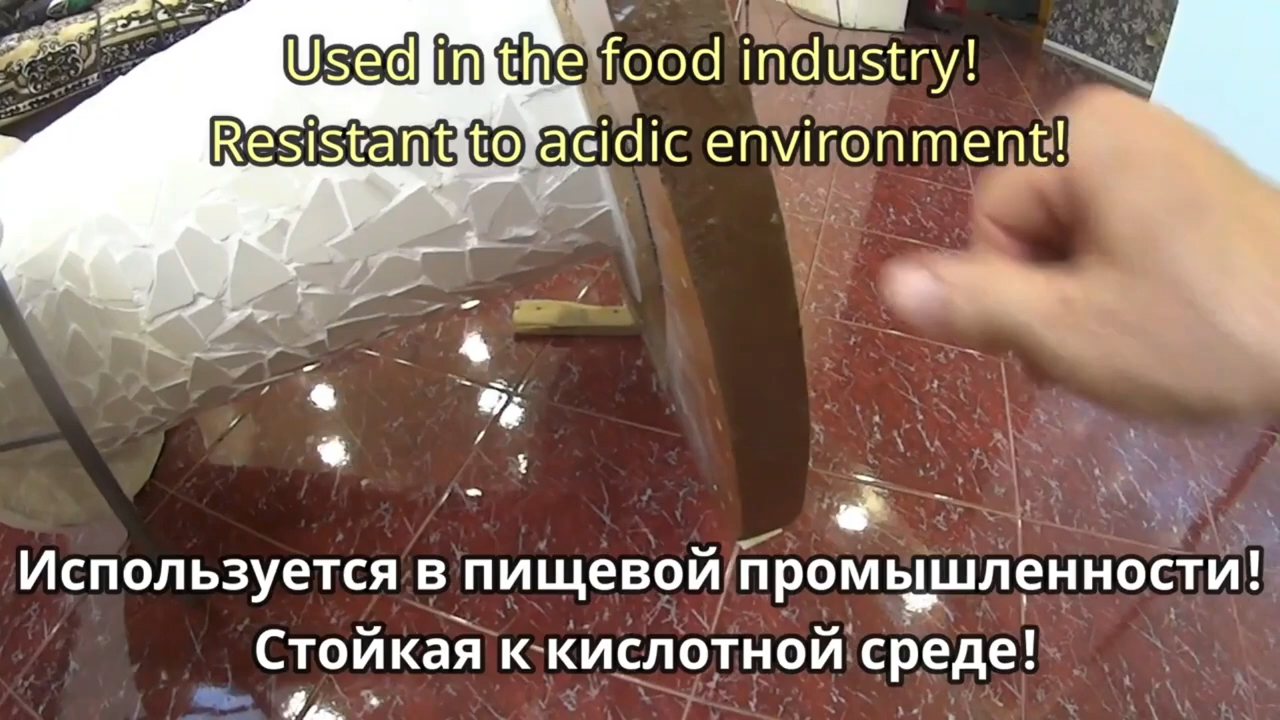 Used in the food industry!
Resistant to acidic environment!
Используется в пищевой промышленности!
Стойкая к кислотной среде!